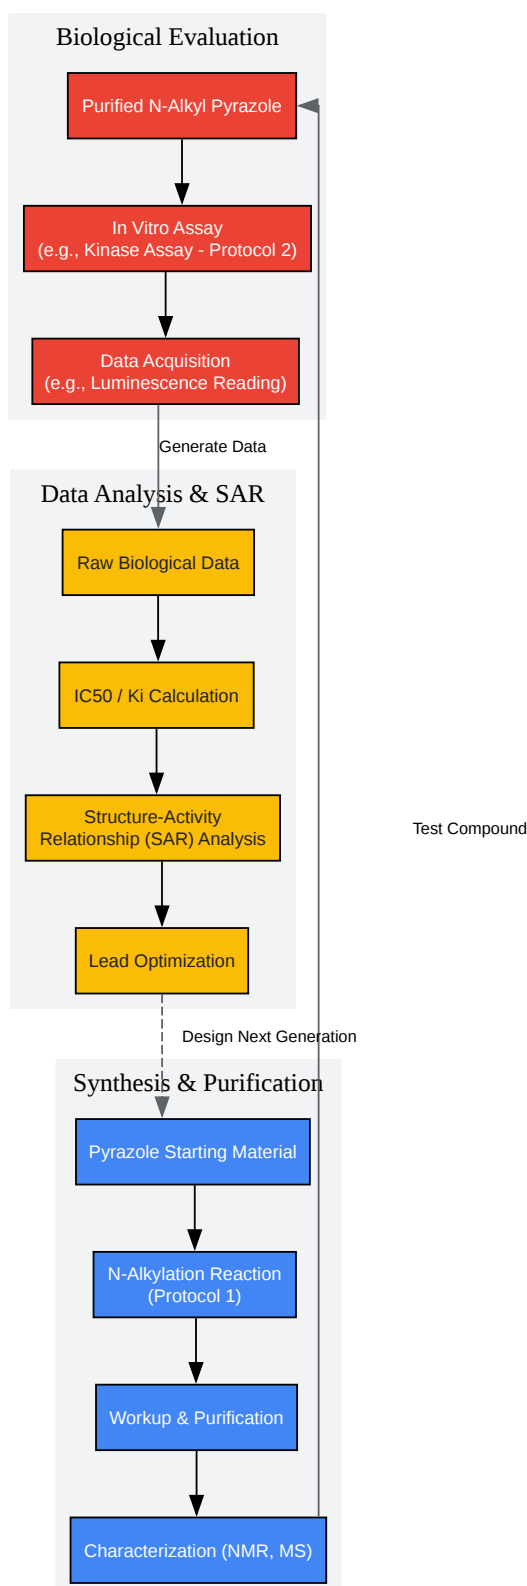 Biological Evaluation
Purified N-Alkyl Pyrazole
In Vitro Assay
(e.g., Kinase Assay - Protocol 2)
Data Acquisition
(e.g., Luminescence Reading)
Generate Data
Data Analysis & SAR
Raw Biological Data
IC50 / Ki Calculation
Structure-Activity
Relationship (SAR) Analysis
Test Compound
Lead Optimization
Design Next Generation
Synthesis & Purification
Pyrazole Starting Material
N-Alkylation Reaction
(Protocol 1)
Workup & Purification
Characterization (NMR, MS)